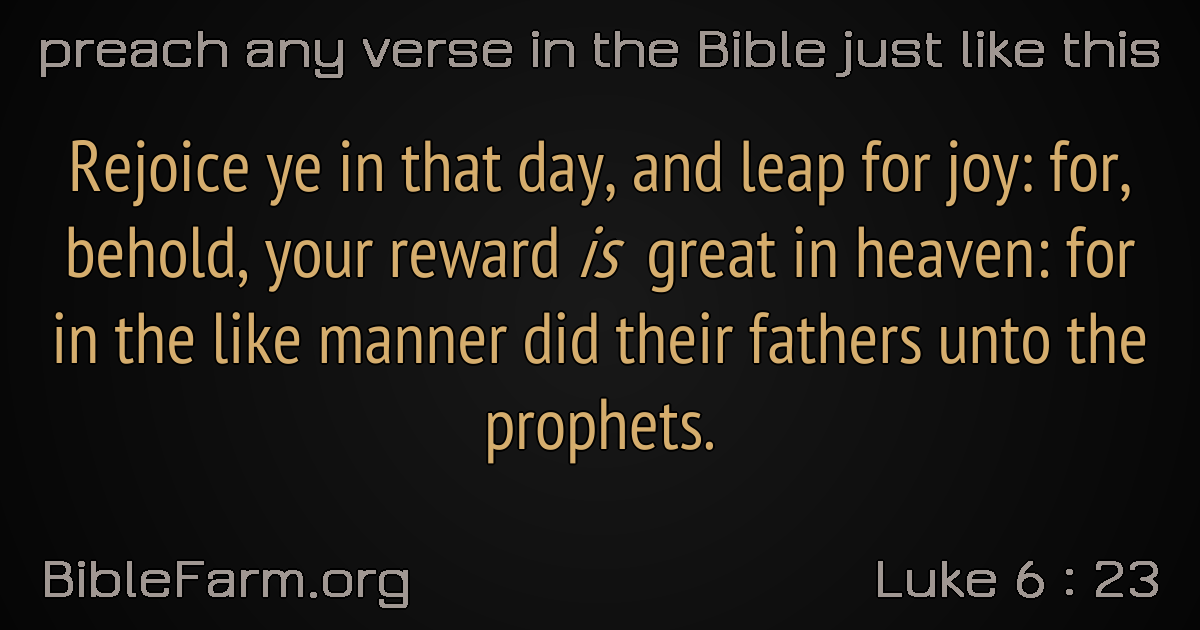 preach any verse in the Bible just like this
Rejoice ye in that day, and leap for joy: for,
behold, your reward is great in heaven: for
in the like manner did their fathers unto the
prophets.
BibleFarm.org
Luke 6 : 23